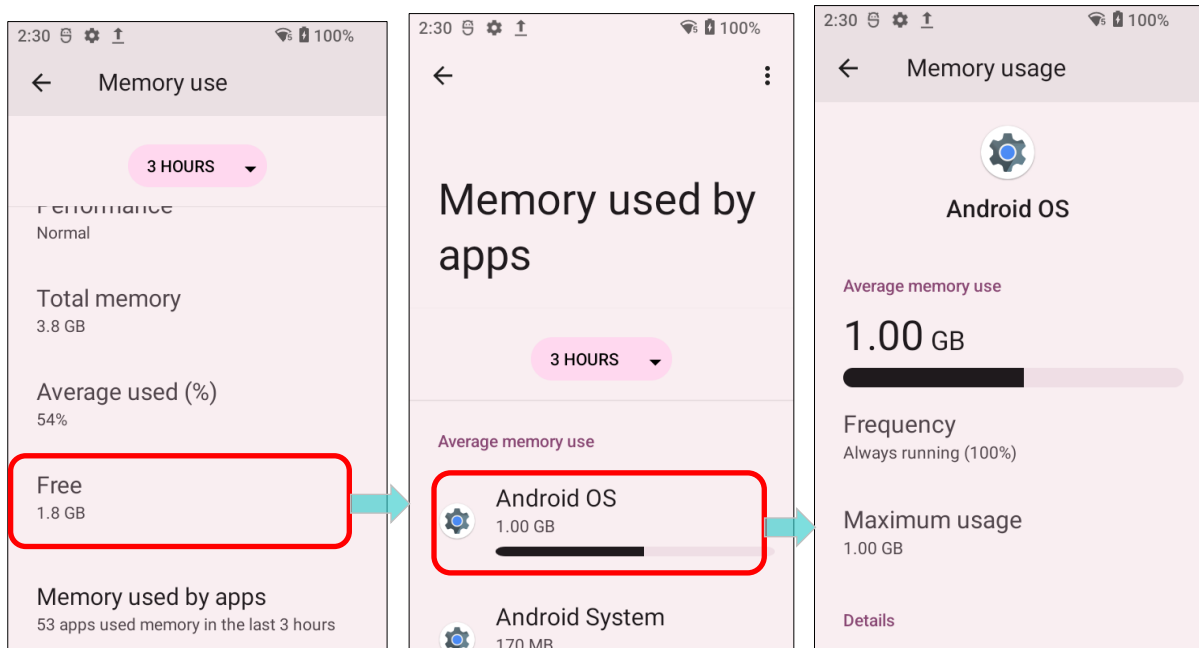 2:30 100%
Memory use
3 HOURS
Performance
Normal
Total memory
3.8 GB
Average used (%)
54%
Free
1.8 GB
Memory used by apps
53 apps used memory in the last 3 hours
2:30 100%
Memory used by
apps
3 HOURS
Average memory use
Android OS
1.00 GB
Android System
170 MB
2:30 100%
Memory usage
Android OS
Average memory use
1.00 GB
Frequency
Always running (100%)
Maximum usage
1.00 GB
Details